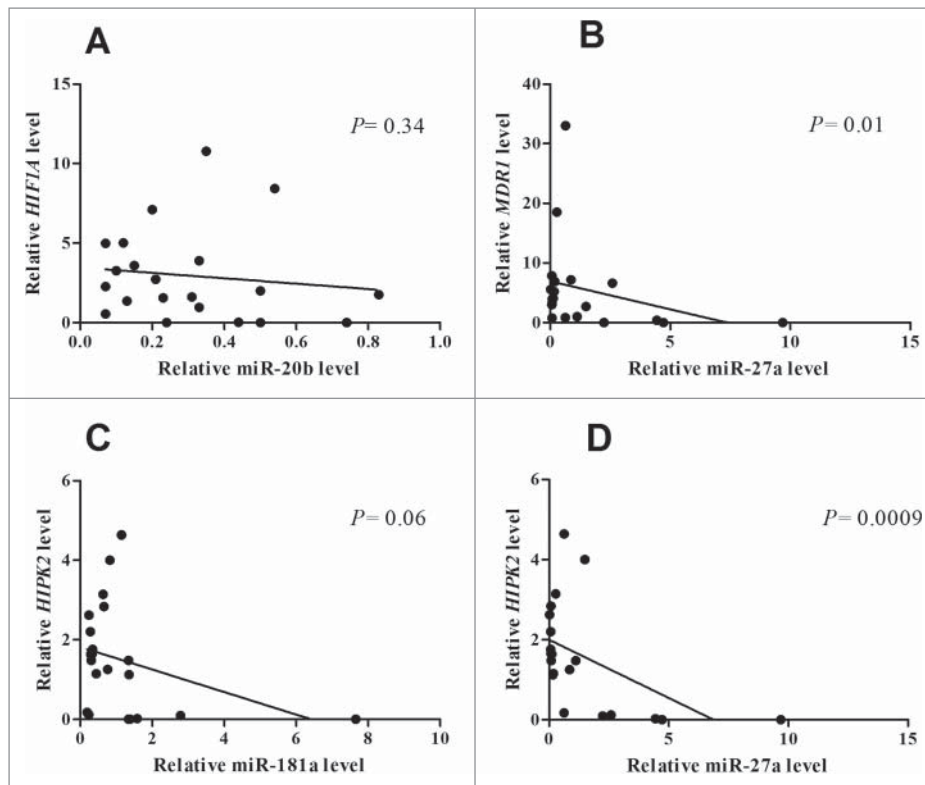 A
P= 0.34
Relative HIF1A level
15
10
5
0
0.0 0.2 0.4 0.6 0.8 1.0
Relative miR-20b level
B
P= 0.01
Relative MDR1 level
40
30
20
10
0
0 5 10 15
Relative miR-27a level
C
P= 0.06
Relative HIPK2 level
6
4
2
0
0 2 4 6 8 10
Relative miR-181a level
D
P= 0.0009
Relative HIPK2 level
6
4
2
0
0 5 10 15
Relative miR-27a level